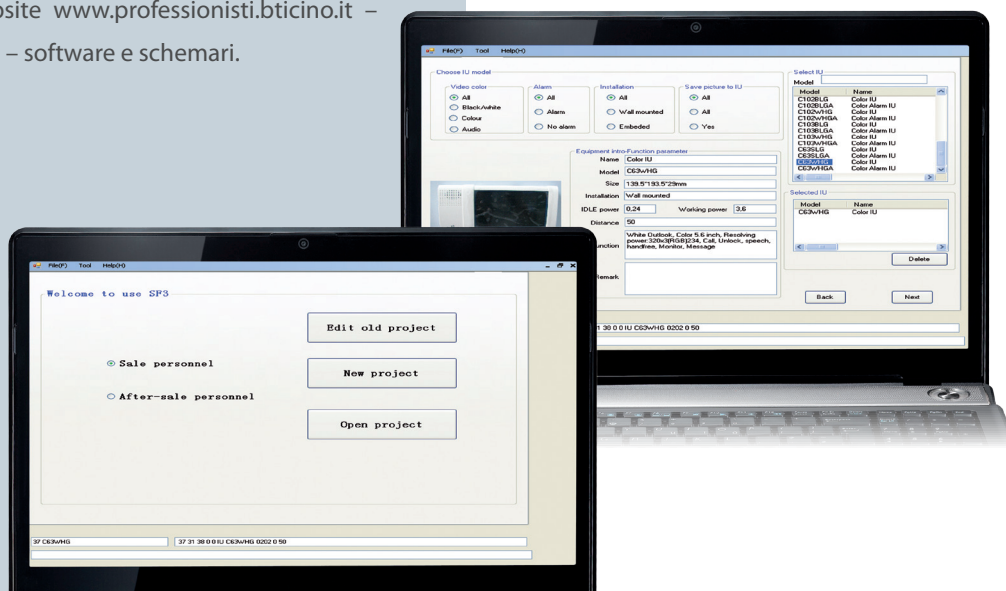 site www.professionisti.bticino.it –
– software e schemari.
File(F) Tool Help(H)
Choose IU model
Video color
All
Black/white
Colour
Audio
Alarm
All
Alarm
No alarm
Installation
All
Wall mounted
Embeded
Save picture to IU
All
All
Yes
Select IU
Model
Model Name
C102BLG Color IU
C102BLGA Color Alarm IU
C102WHG Color IU
C102WHGA Color Alarm IU
C103BLG Color IU
C103BLGA Color Alarm IU
C103WHG Color IU
C103WHGA Color Alarm IU
C63SLG Color IU
C63SLGA Color Alarm IU
C63WHG Color IU
C63WHGA Color Alarm IU
Equipment intro-Function parameter
Name Color IU
Model C63WHG
Size 139.5*193.5*29mm
Installation Wall mounted
IDLE power 0.24 Working power 3.6
Distance 50
unction White Outlook, Color 5.6 inch, Resolving
power:320x3(RGB)234, Call, Unlock, speech,
handfree, Monitor, Message
Remark
Selected IU
Model Name
C63WHG Color IU
Delete
Back Next
1 38 0 0 IU C63WHG 0202 0 50
File(F) Tool Help(H)
Welcome to use SF3
Sale personnel
After-sale personnel
Edit old project
New project
Open project
37 C63WHG 37 31 38 0 0 IU C63WHG 0202 0 50